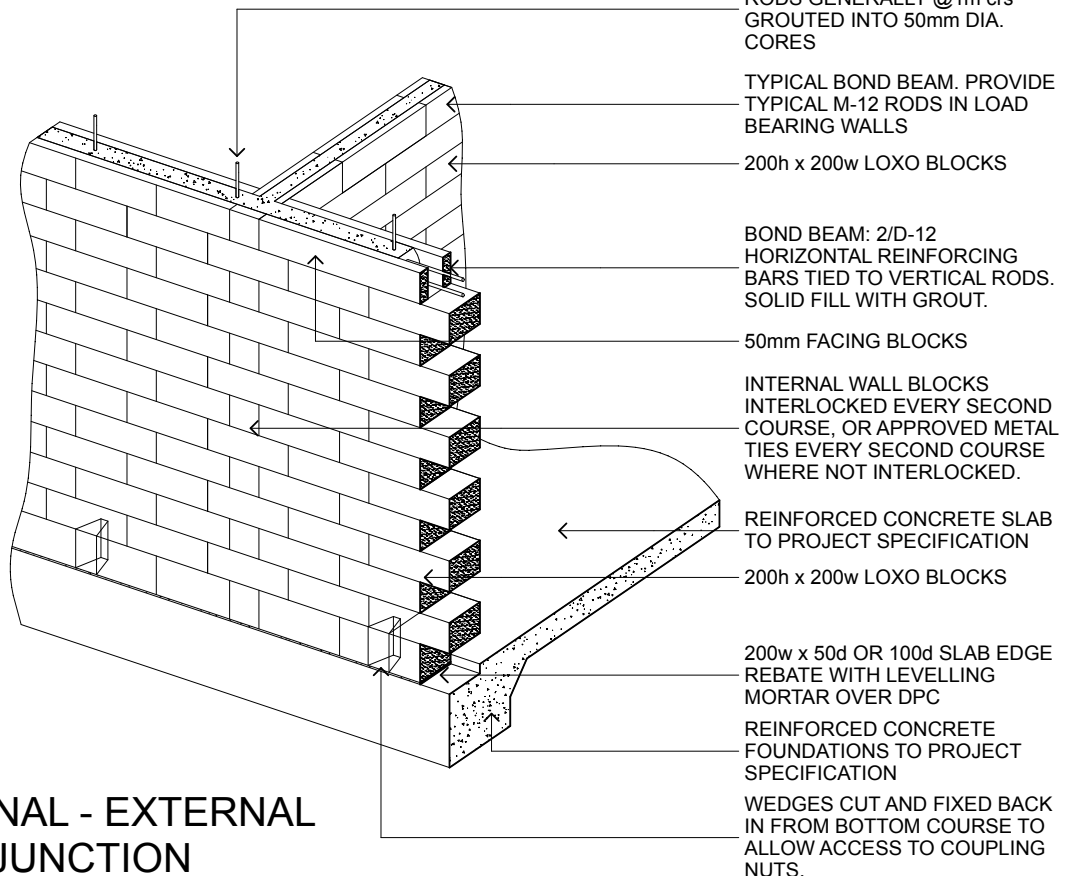 RODS GENERALLY @1m crs
GROUTED INTO 50mm DIA.
CORES
TYPICAL BOND BEAM. PROVIDE
TYPICAL M-12 RODS IN LOAD
BEARING WALLS
200h x 200w LOXO BLOCKS
BOND BEAM: 2/D-12
HORIZONTAL REINFORCING
BARS TIED TO VERTICAL RODS.
SOLID FILL WITH GROUT.
50mm FACING BLOCKS
INTERNAL WALL BLOCKS
INTERLOCKED EVERY SECOND
COURSE, OR APPROVED METAL
TIES EVERY SECOND COURSE
WHERE NOT INTERLOCKED.
REINFORCED CONCRETE SLAB
TO PROJECT SPECIFICATION
200h x 200w LOXO BLOCKS
200w x 50d OR 100d SLAB EDGE
REBATE WITH LEVELLING
MORTAR OVER DPC
REINFORCED CONCRETE
FOUNDATIONS TO PROJECT
SPECIFICATION
WEDGES CUT AND FIXED BACK
IN FROM BOTTOM COURSE TO
ALLOW ACCESS TO COUPLING
NUTS.
NAL - EXTERNAL
JUNCTION